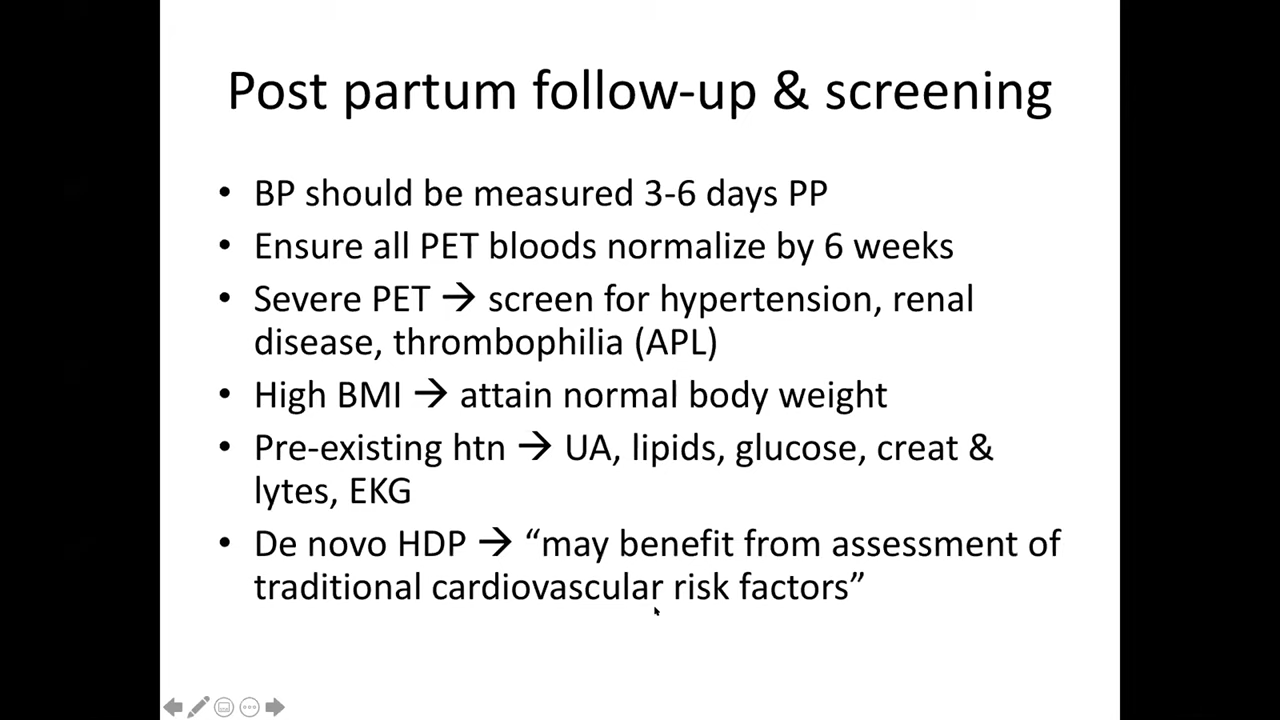 Post partum follow-up & screening
• BP should be measured 3-6 days PP
• Ensure all PET bloods normalize by 6 weeks
• Severe PET → screen for hypertension, renal
disease, thrombophilia (APL)
• High BMI → attain normal body weight
• Pre-existing htn → UA, lipids, glucose, creat &
lytes, EKG
• De novo HDP → “may benefit from assessment of
traditional cardiovascular risk factors”